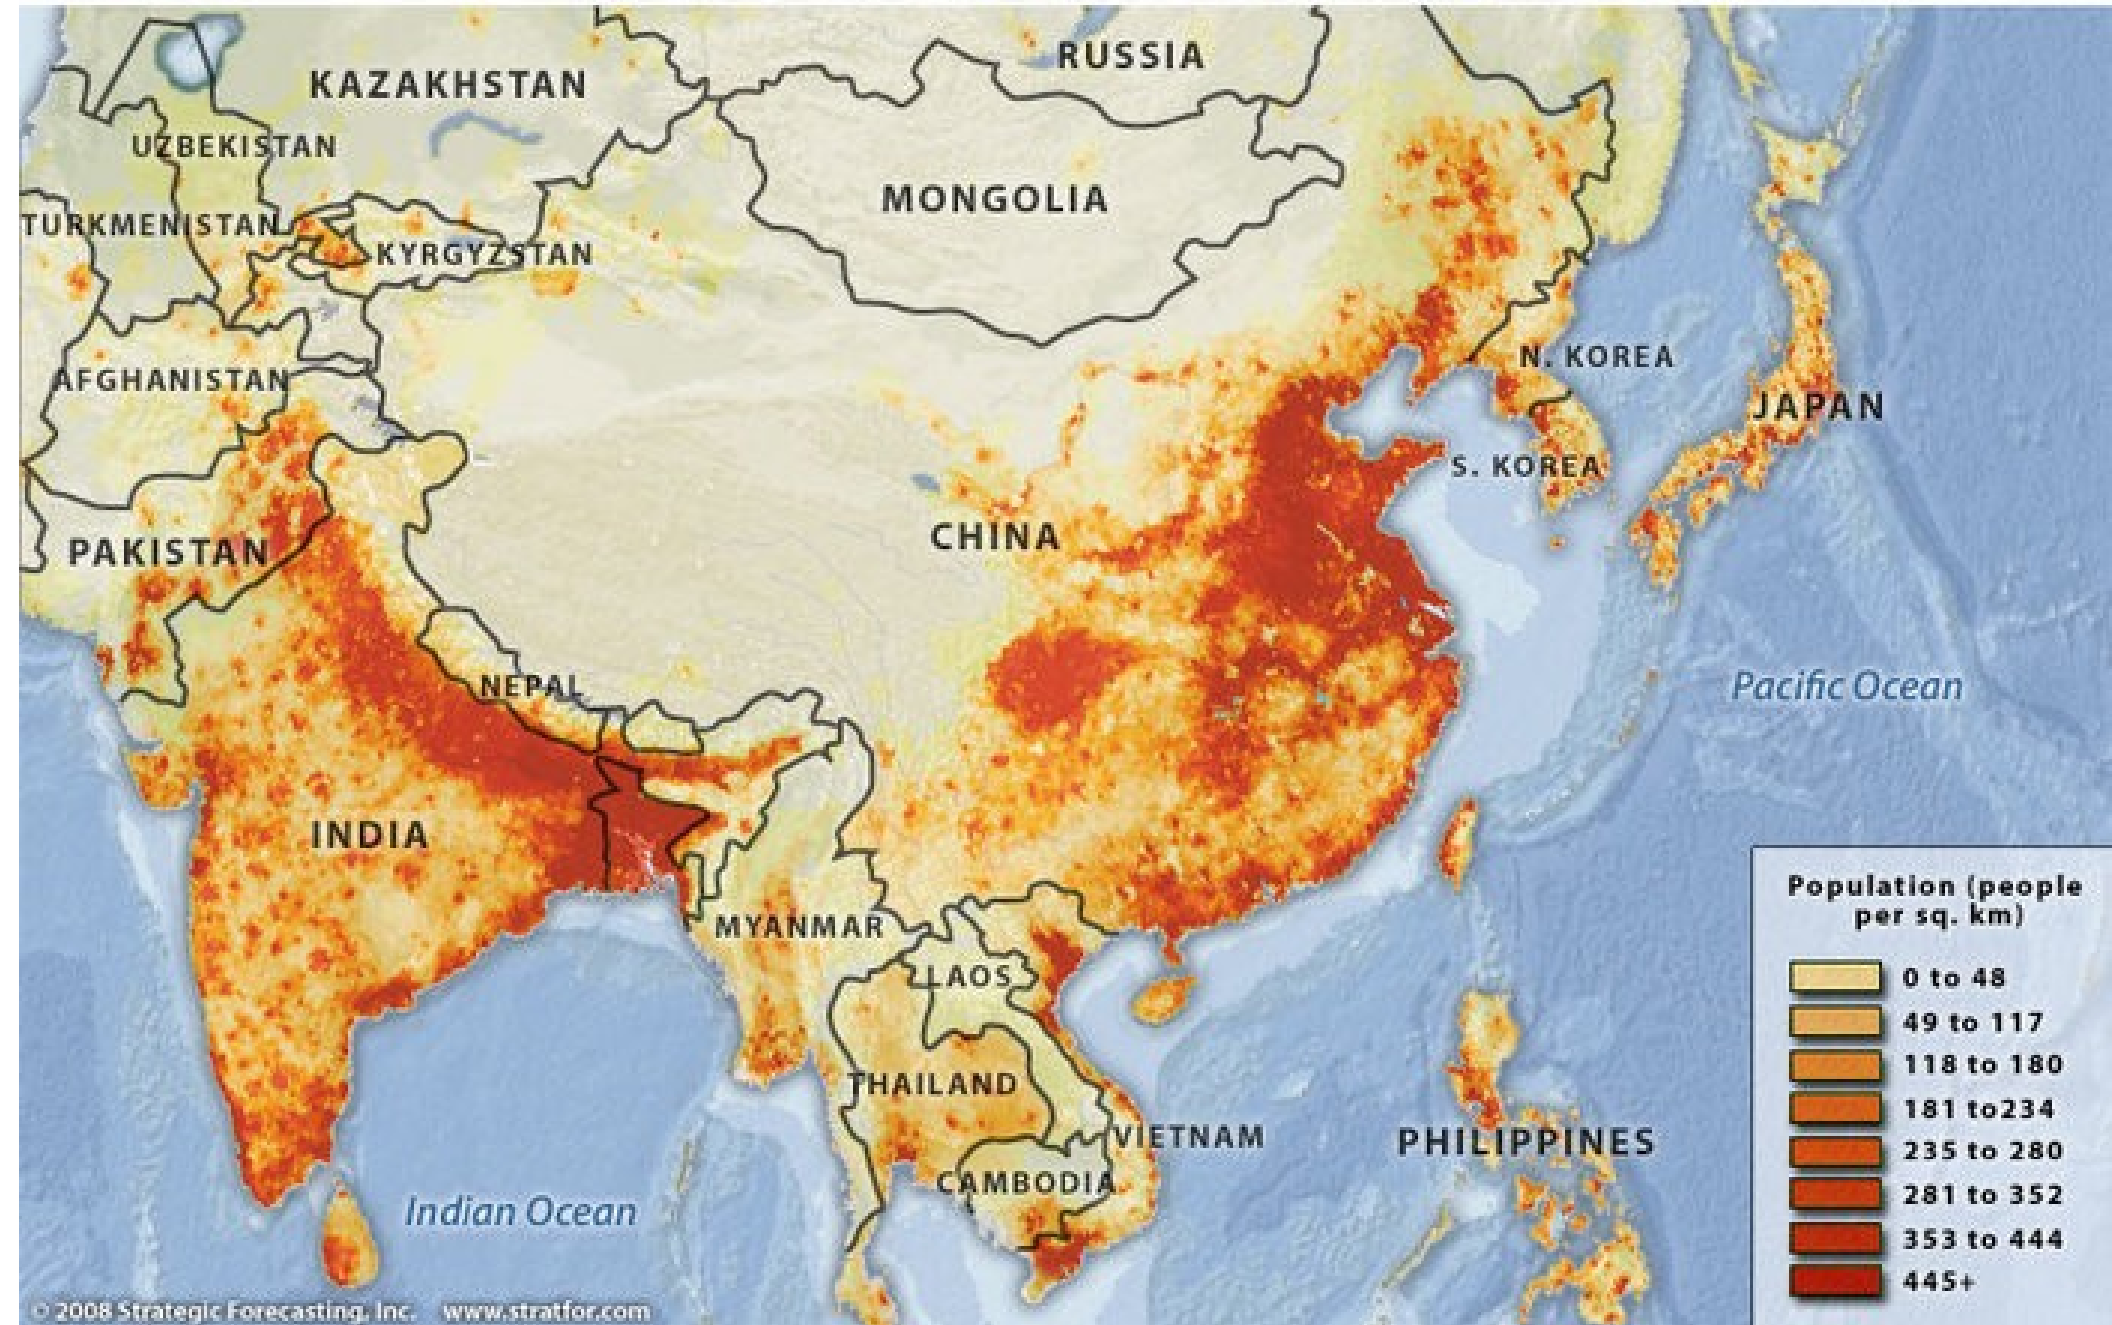 RUSSIA
KAZAKHSTAN
UZBEKISTAN
MONGOLIA
TURKMENISTAN
KYRGYZSTAN
N. KOREA
AFGHANISTAN
JAPAN
S. KOREA
CHINA
PAKISTAN
NEPAL
Pacific Ocean
INDIA
MYANMAR
LAOS
THAILAND
VIETNAM
PHILIPPINES
CAMBODIA
Indian Ocean
Population (people
per sq. km)
0 to 48
49 to 117
118 to 180
181 to234
235 to 280
281 to 352
353 to 444
445+
© 2008 Strategic Forecasting, Inc. www.stratfor.com